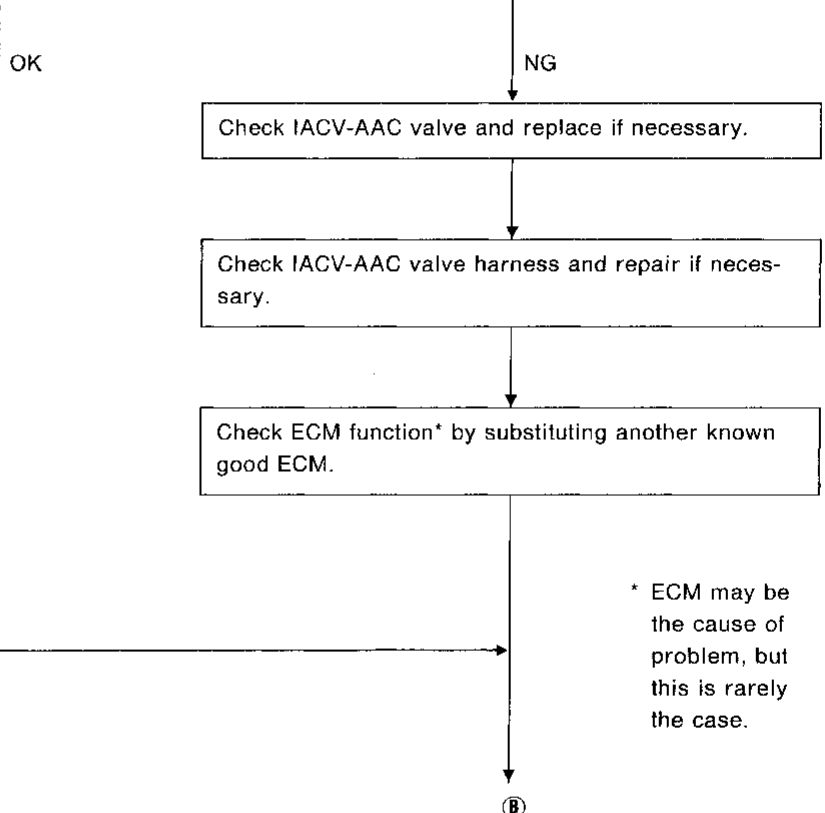 OK
NG
Check IACV-AAC valve and replace if necessary.
Check IACV-AAC valve harness and repair if neces-
sary.
Check ECM function* by substituting another known
good ECM.
* ECM may be
the cause of
problem, but
this is rarely
the case.
B